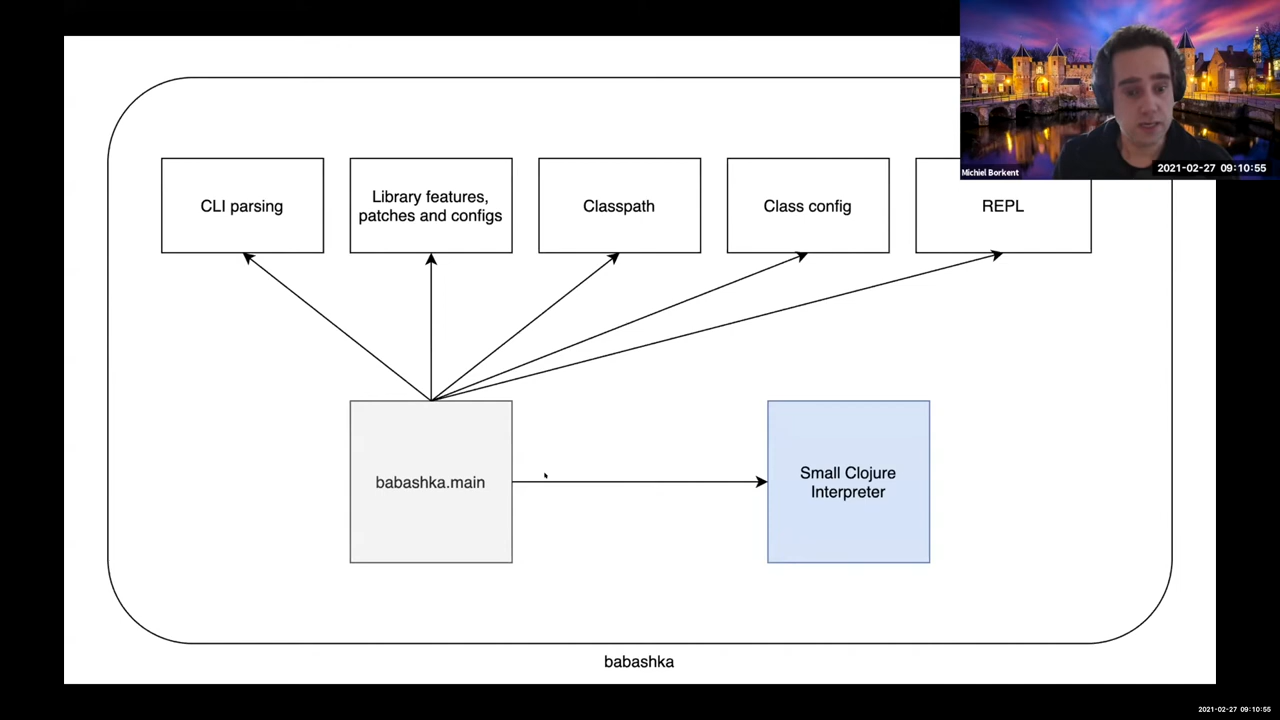 Michiel Borkent
2021-02-27 09:10:55
CLI parsing
Library features,
patches and configs
Classpath
Class config
REPL
babashka.main
Small Clojure
Interpreter
babashka
2021-02-27 09:10:55